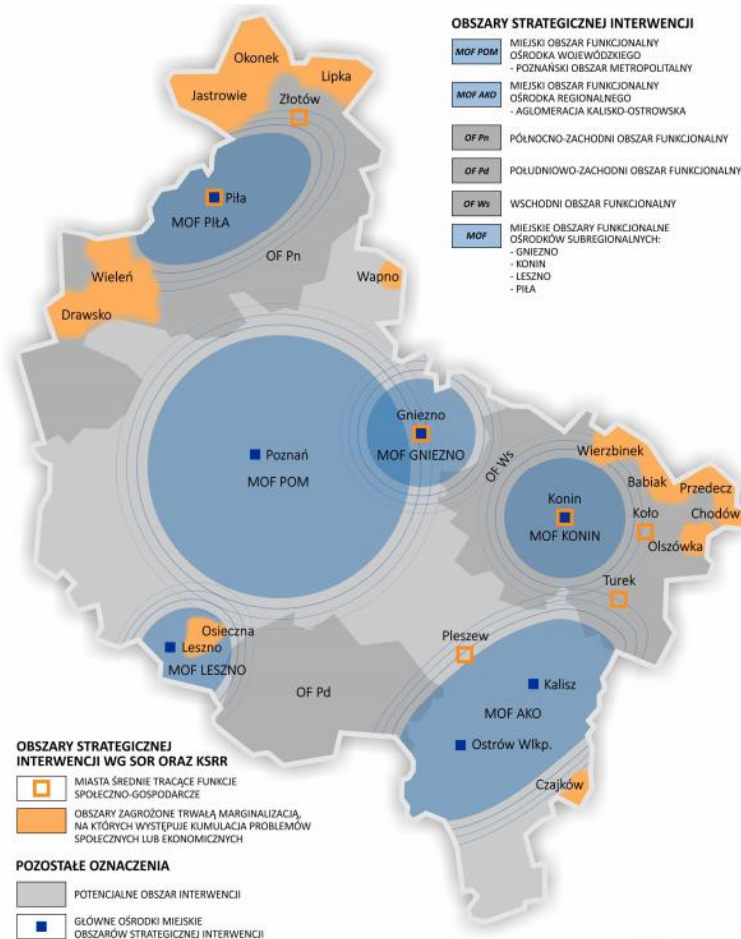 OBSZARY STRATEGICZNEJ INTERWENCJI
MOF POM
MIEJSKI OBSZAR FUNKCJONALNY
OŚRODKA WOJEWÓDZKIEGO
- POZNAŃSKI OBSZAR METROPOLITALNY
MOF AKO
MIEJSKI OBSZAR FUNKCJONALNY
OŚRODKA REGIONALNEGO
- AGLOMERACJA KALISKO-OSTROWSKA
OF Pn
PÓŁNOCNO-ZACHODNI OBSZAR FUNKCJONALNY
OF Pd
POŁUDNIOWO-ZACHODNI OBSZAR FUNKCJONALNY
OF Ws
WSCHODNI OBSZAR FUNKCJONALNY
MOF
MIEJSKIE OBSZARY FUNKCJONALNE
OŚRODKÓW SUBREGIONALNYCH:
- GNIEZNO
- KONIN
- LESZNO
- PIŁA
Okonek
Lipka
Jastrowie
Złotów
Piła
MOF PIŁA
OF Pn
Wieleń
Wapno
Drawsko
Gniezno
MOF GNIEZNO
Poznań
MOF POM
OF Ws
Wierzbinek
Babiak
Przedecz
Konin
Koło
Chodów
MOF KONIN
Olszówka
Turek
Osieczna
Leszno
MOF LESZNO
Pleszew
OF Pd
Kalisz
MOF AKO
Ostrów Wlkp.
Czajków
OBSZARY STRATEGICZNEJ
INTERWENCJI WG SOR ORAZ KSRR
MIASTA ŚREDNIE TRACĄCE FUNKCJE
SPOŁECZNO-GOSPODARCZE
OBSZARY ZAGROŻONE TRWAŁĄ MARGINALIZACJĄ,
NA KTÓRYCH WYSTĘPUJE KUMULACJA PROBLEMÓW
SPOŁECZNYCH LUB EKONOMICZNYCH
POZOSTAŁE OZNACZENIA
POTENCJALNE OBSZAR INTERWENCJI
GŁÓWNE OŚRODKI MIEJSKIE
OBSZARÓW STRATEGICZNEJ INTERWENCJI